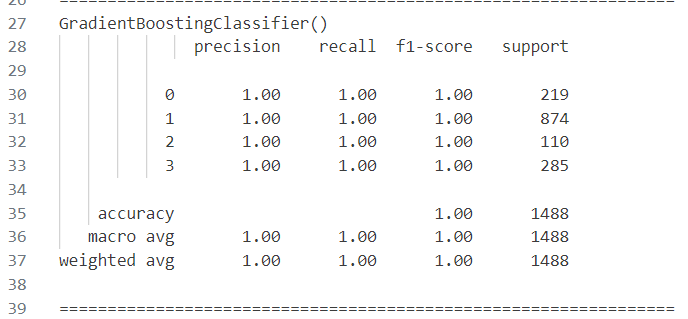 26 ================================================================
27 GradientBoostingClassifier()
28 precision recall f1-score support
29
30 0 1.00 1.00 1.00 219
31 1 1.00 1.00 1.00 874
32 2 1.00 1.00 1.00 110
33 3 1.00 1.00 1.00 285
34
35 accuracy 1.00 1488
36 macro avg 1.00 1.00 1.00 1488
37 weighted avg 1.00 1.00 1.00 1488
38
39 ================================================================